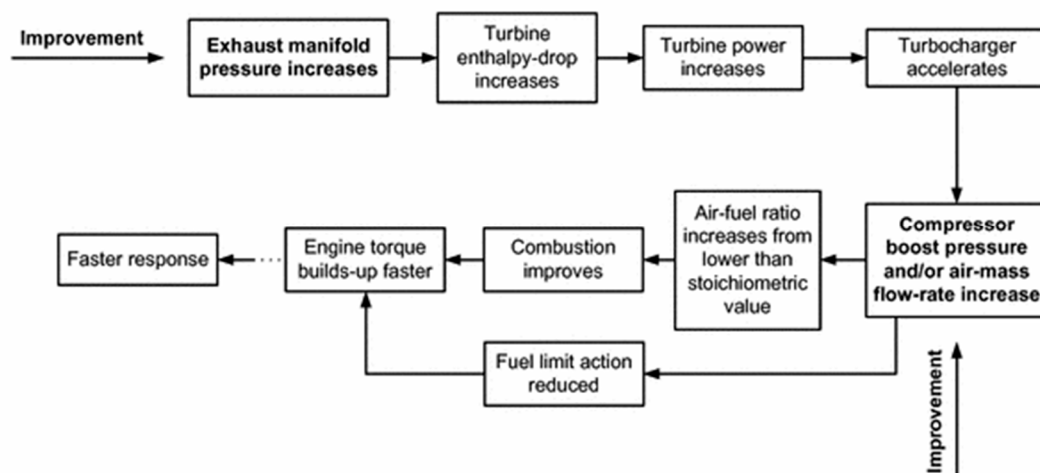 Improvement
Exhaust manifold
pressure increases
Turbine
enthalpy-drop
increases
Turbine power
increases
Turbocharger
accelerates
Compressor
boost pressure
and/or air-mass
flow-rate increase
Air-fuel ratio
increases from
lower than
stoichiometric
value
Combustion
improves
Engine torque
builds-up faster
Faster response
Fuel limit action
reduced
Improvement